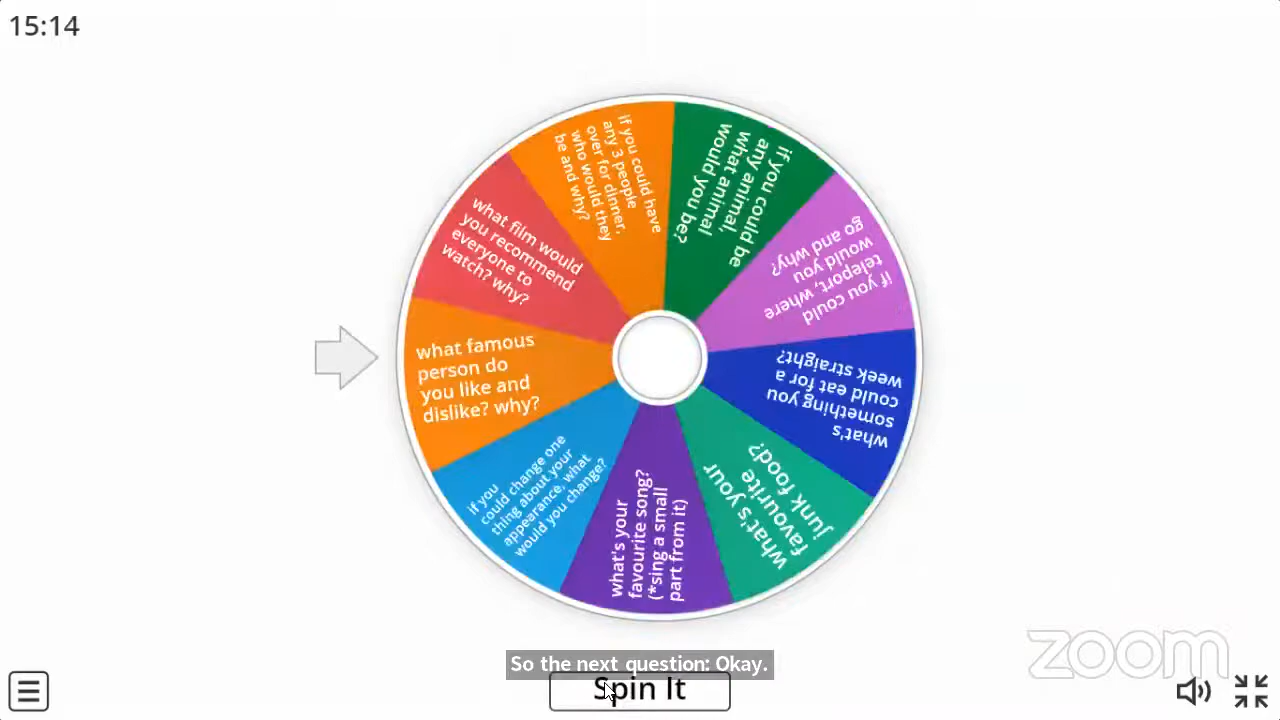 15:14
if you could have
any 3 people
over for dinner,
who would they
be and why?
if you could be
any animal,
what animal
would you be?
if you could
teleport, where
would you
go and why?
what's
something you
could eat for a
week straight?
what's your
favourite
junk food?
what's your
favourite song?
(*sing a small
part from it)
If you
could change one
thing about your
appearance, what
would you change?
what famous
person do
you like and
dislike? why?
what film would
you recommend
everyone to
watch? why?
So the next question: Okay.
Spin It
zoom